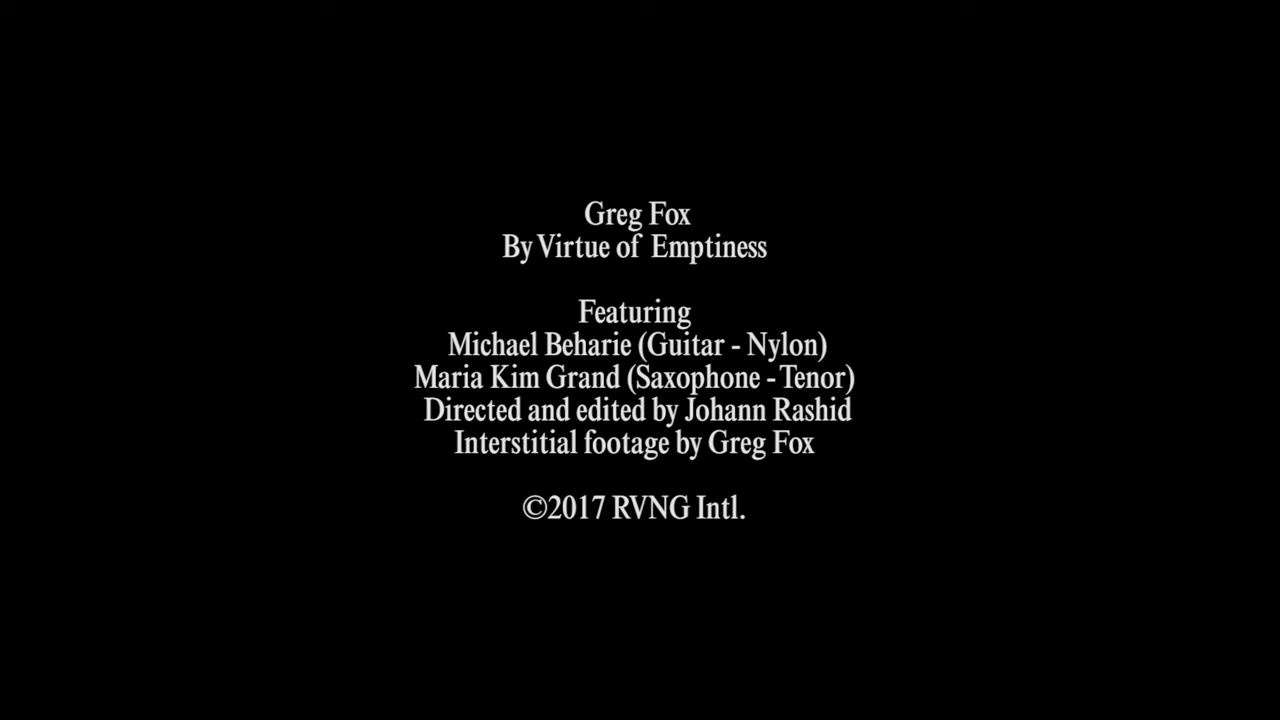 Greg Fox
By Virtue of Emptiness
Featuring
Michael Beharie (Guitar - Nylon)
Maria Kim Grand (Saxophone - Tenor)
Directed and edited by Johann Rashid
Interstitial footage by Greg Fox
©2017 RVNG Intl.